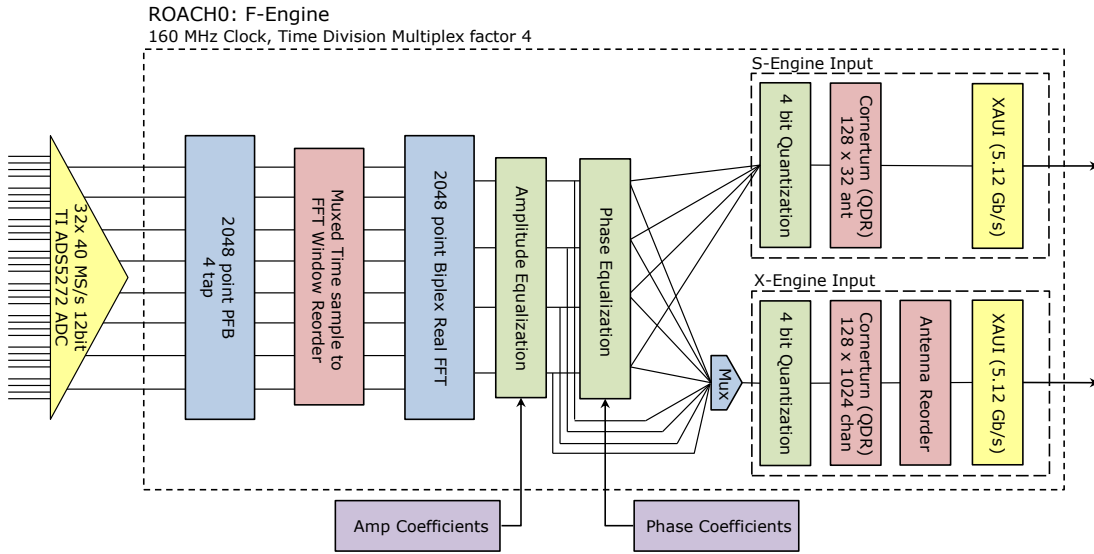 ROACH0: F-Engine
160 MHz Clock, Time Division Multiplex factor 4
32x 40 MS/s 12bit
TI ADS5272 ADC
2048 point PFB
4 tap
Muxed Time sample to
FFT Window Reorder
2048 point Biplex Real FFT
Amplitude Equalization
Phase Equalization
Mux
S-Engine Input
4 bit Quantization
Cornerturn (QDR)
128 x 32 ant
XAUI (5.12 Gb/s)
X-Engine Input
4 bit Quantization
Cornerturn (QDR)
128 x 1024 chan
Antenna Reorder
XAUI (5.12 Gb/s)
Amp Coefficients
Phase Coefficients